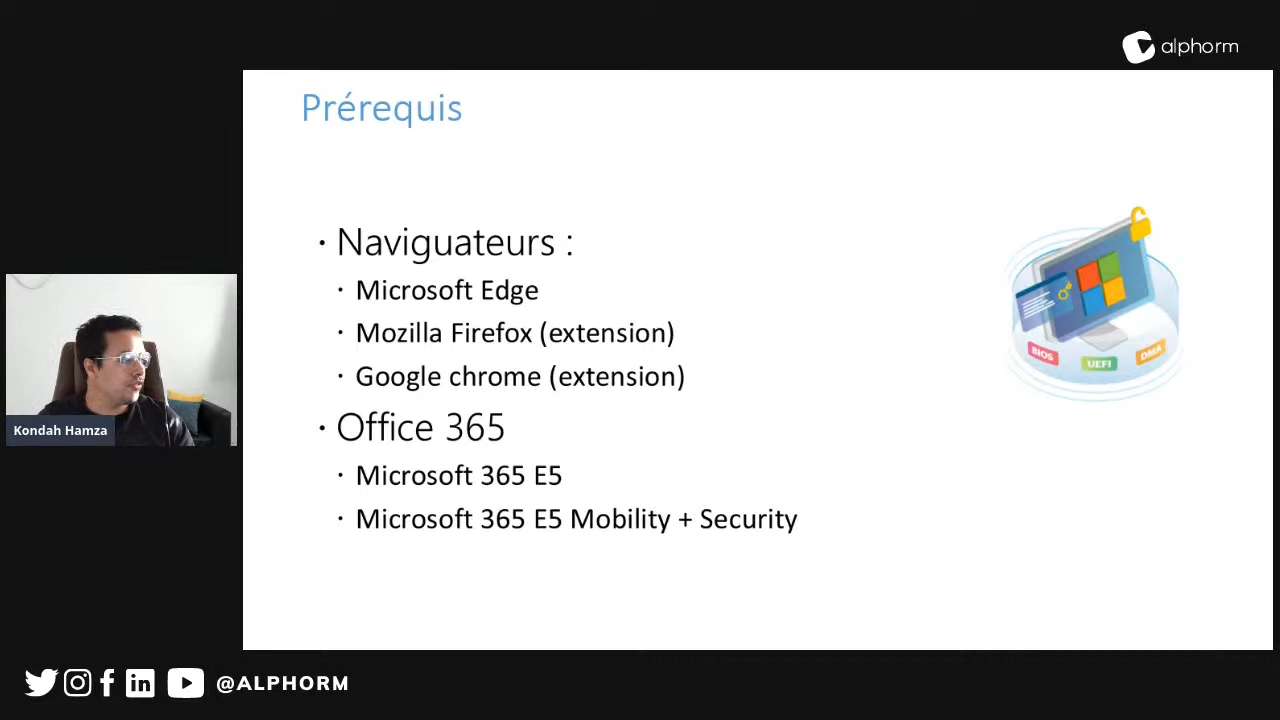 alphorm
Prérequis
• Naviguateurs :
• Microsoft Edge
• Mozilla Firefox (extension)
• Google chrome (extension)
• Office 365
• Microsoft 365 E5
• Microsoft 365 E5 Mobility + Security
BIOS
UEFI
DMA
Kondah Hamza
@ALPHORM